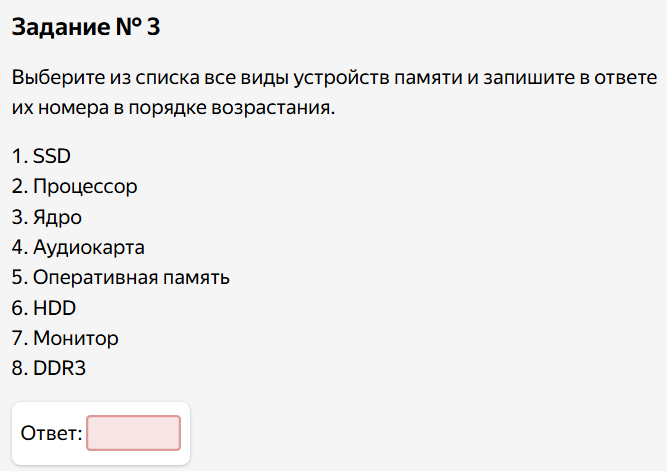 Задание № 3
Выберите из списка все виды устройств памяти и запишите в ответе
их номера в порядке возрастания.
1. SSD
2. Процессор
3. Ядро
4. Аудиокарта
5. Оперативная память
6. HDD
7. Монитор
8. DDR3
Ответ: